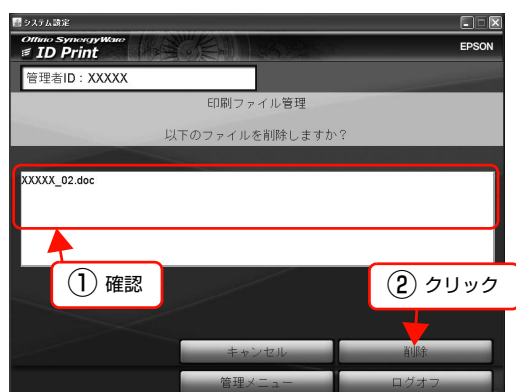 システム設定
Offirio SynergyWare
ID Print
EPSON
管理者ID：XXXXX
印刷ファイル管理
以下のファイルを削除しますか？
XXXXX_02.doc
① 確認
② クリック
キャンセル
削除
管理メニュー
ログオフ